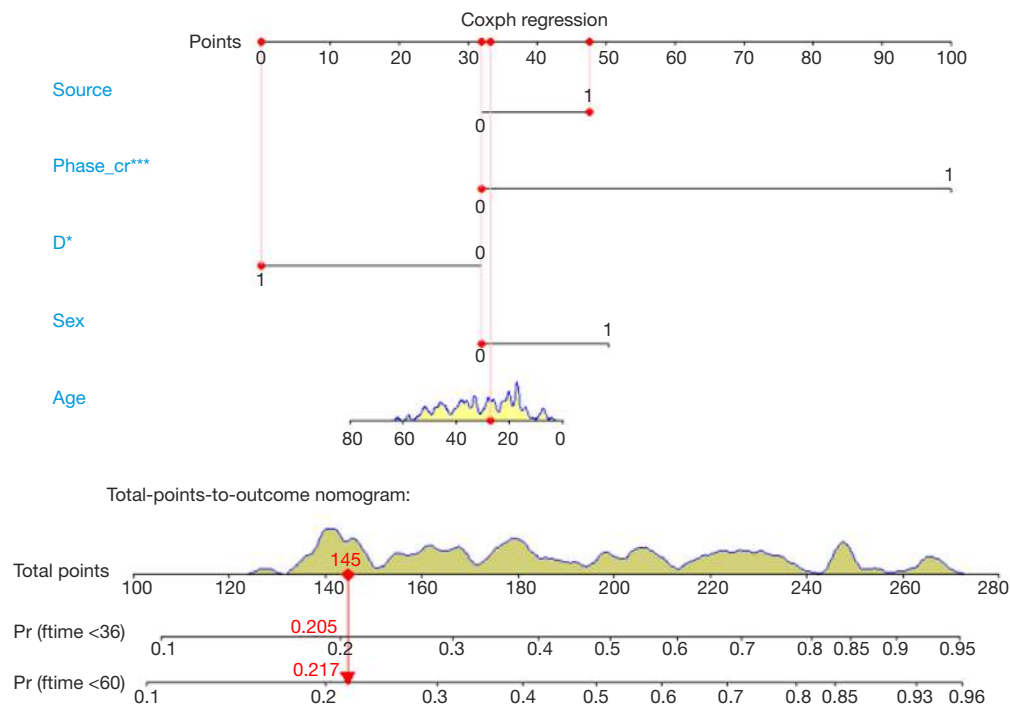 Coxph regression
Points
0 10 20 30 40 50 60 70 80 90 100
Source
1
0
Phase_cr***
1
0
D*
0
1
Sex
1
0
Age
80 60 40 20 0
Total-points-to-outcome nomogram:
145
Total points
100 120 140 160 180 200 220 240 260 280
0.205
Pr (ftime <36)
0.1 0.2 0.3 0.4 0.5 0.6 0.7 0.8 0.85 0.9 0.95
0.217
Pr (ftime <60)
0.1 0.2 0.3 0.4 0.5 0.6 0.7 0.8 0.85 0.93 0.96